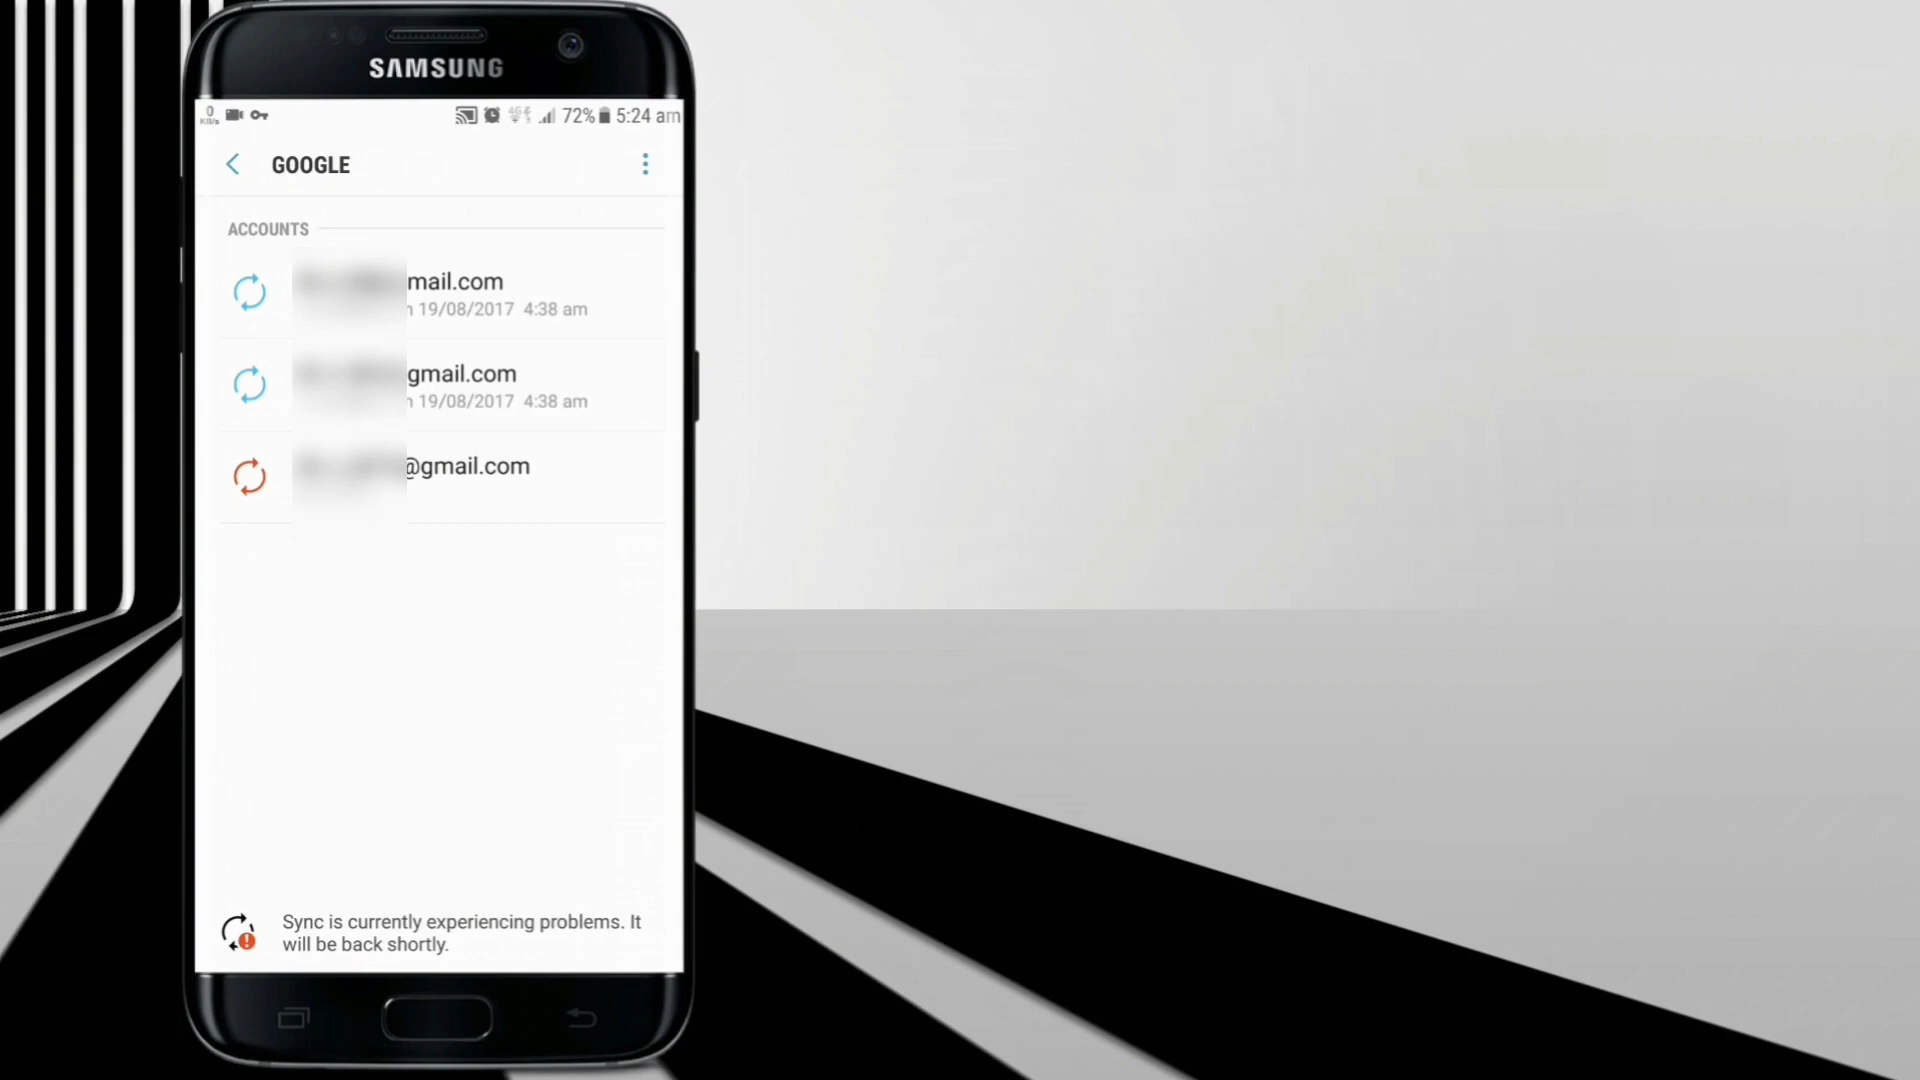 SAMSUNG
0
KB/s
4G
72% 5:24 am
GOOGLE
ACCOUNTS
mail.com
19/08/2017 4:38 am
gmail.com
19/08/2017 4:38 am
@gmail.com
Sync is currently experiencing problems. It
will be back shortly.